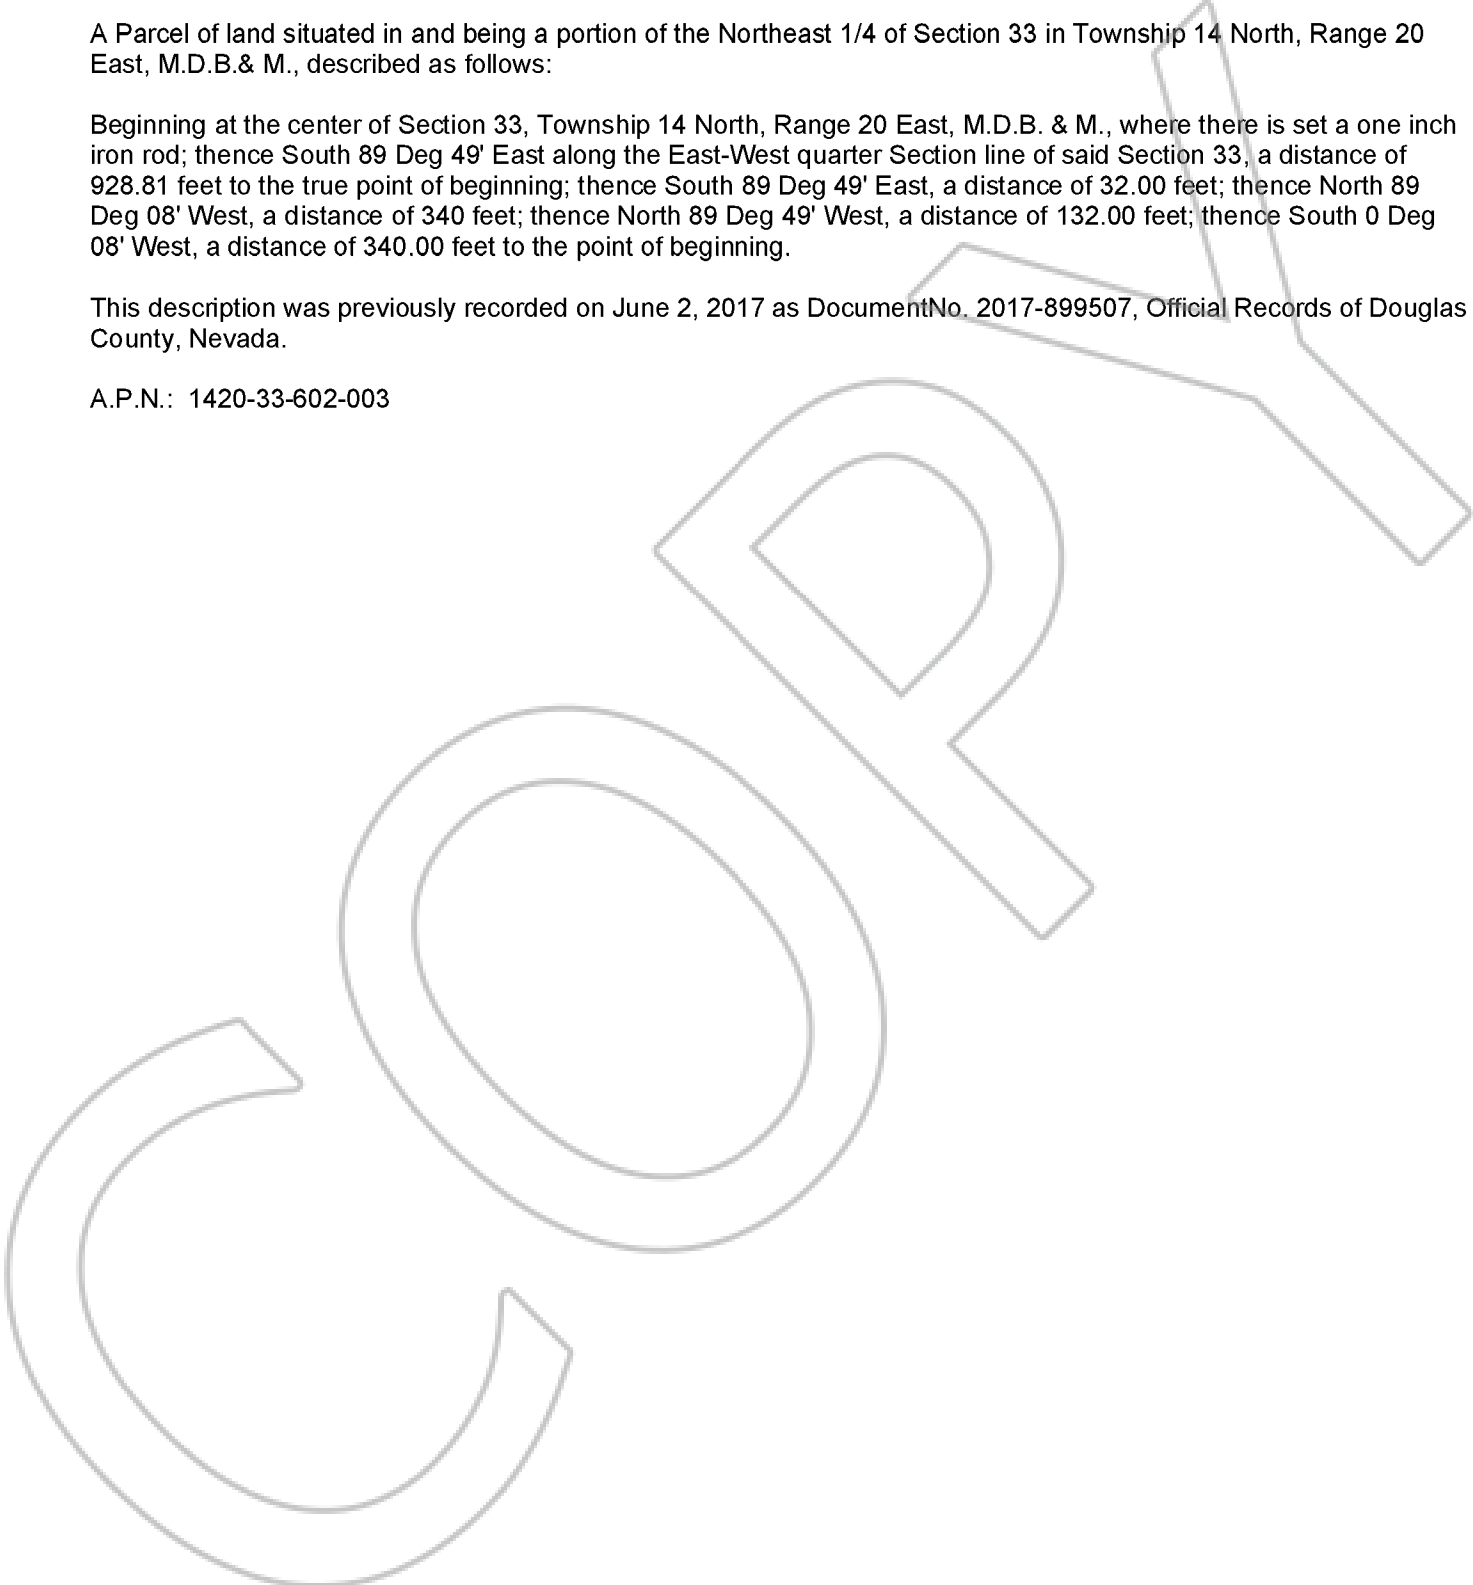 A Parcel of land situated in and being a portion of the Northeast 1/4 of Section 33 in Township 14 North, Range 20
East, M.D.B.& M., described as follows:
Beginning at the center of Section 33, Township 14 North, Range 20 East, M.D.B. & M., where there is set a one inch
iron rod; thence South 89 Deg 49' East along the East-West quarter Section line of said Section 33, a distance of
928.81 feet to the true point of beginning; thence South 89 Deg 49' East, a distance of 32.00 feet; thence North 89
Deg 08' West, a distance of 340 feet; thence North 89 Deg 49' West, a distance of 132.00 feet; thence South 0 Deg
08' West, a distance of 340.00 feet to the point of beginning.
This description was previously recorded on June 2, 2017 as DocumentNo. 2017-899507, Official Records of Douglas
County, Nevada.
A.P.N.: 1420-33-602-003
COPY